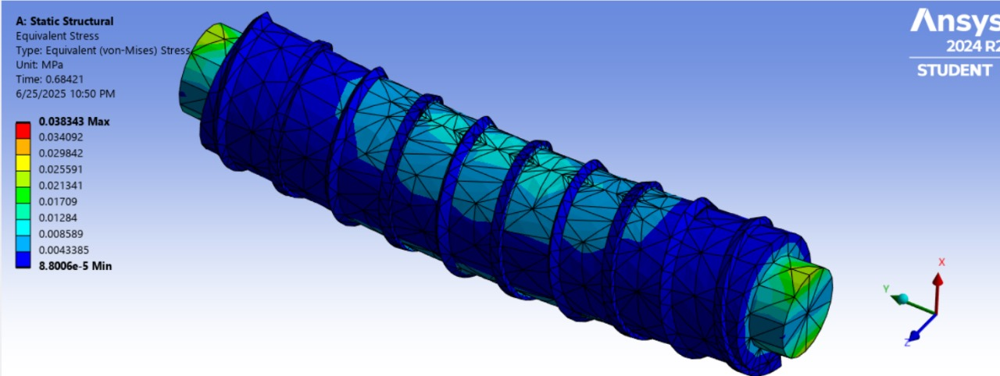 A: Static Structural
Equivalent Stress
Type: Equivalent (von-Mises) Stress
Unit: MPa
Time: 0.68421
6/25/2025 10:50 PM
0.038343 Max
0.034092
0.029842
0.025591
0.021341
0.01709
0.01284
0.008589
0.0043385
8.8006e-5 Min
Ansys
2024 R2
STUDENT
X
Y
Z